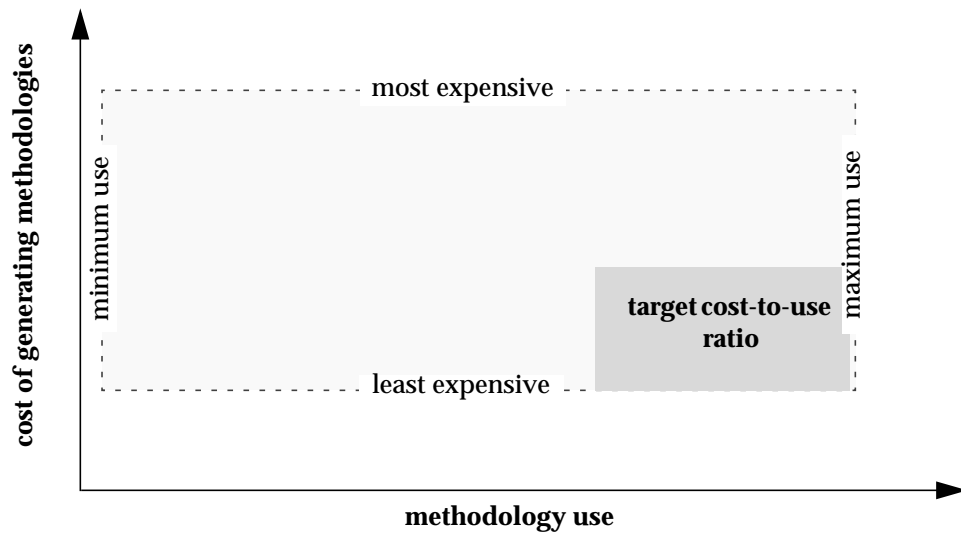 cost of generating methodologies
most expensive
minimum use
maximum use
target cost-to-use
ratio
least expensive
methodology use